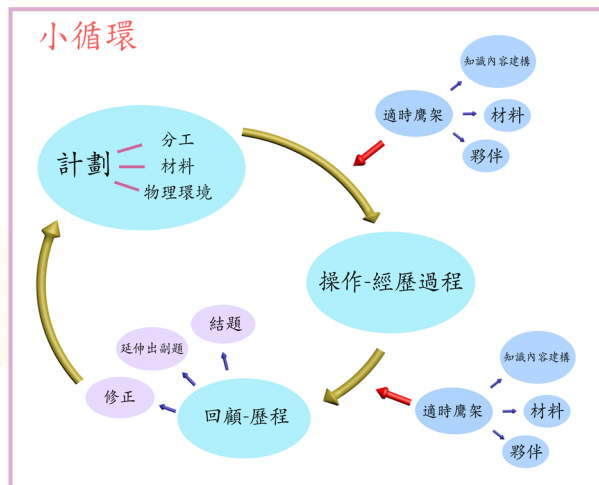 小循環
計劃
分工
材料
物理環境
適時鷹架
知識內容建構
材料
夥伴
操作-經歷過程
適時鷹架
知識內容建構
材料
夥伴
回顧-歷程
結題
延伸出副題
修正